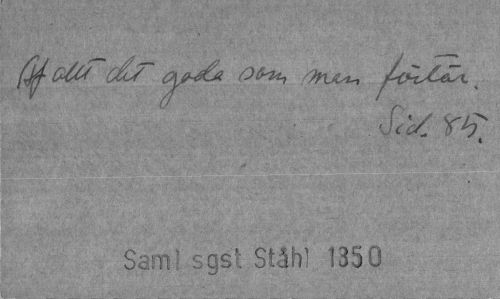 Af allt det goda som man förtär.
Sid. 85.
Saml sgst Ståhl 1850